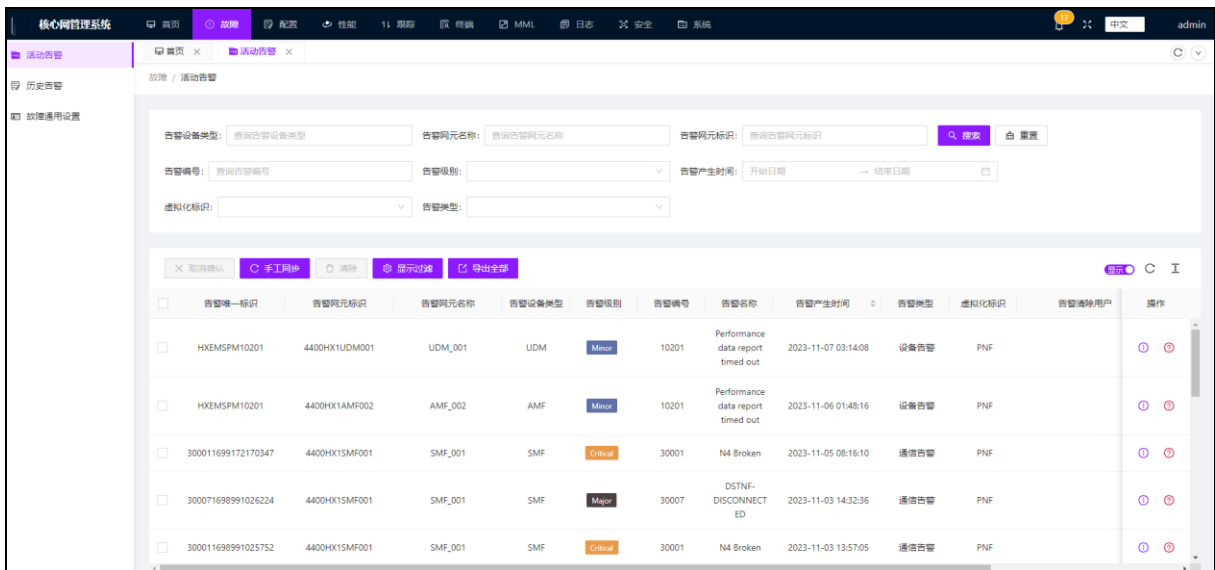 核心网管理系统 首页 故障 配置 性能 跟踪 终端 MML 日志 安全 系统 17 中文 admin
活动告警 首页 活动告警
故障 / 活动告警
历史告警
故障通用设置
告警设备类型: 查询告警设备类型 告警网元名称: 查询告警网元名称 告警网元标识: 查询告警网元标识 搜索 重置
告警编号: 查询告警编号 告警级别: 告警产生时间: 开始日期 → 结束日期
虚拟化标识: 告警类型:
取消确认 手工同步 清除 显示过滤 导出全部 显示
告警唯一标识 告警网元标识 告警网元名称 告警设备类型 告警级别 告警编号 告警名称 告警产生时间 告警类型 虚拟化标识 告警清除用户 操作
HXEMSPM10201 4400HX1UDM001 UDM_001 UDM Minor 10201 Performance data report timed out 2023-11-07 03:14:08 设备告警 PNF
HXEMSPM10201 4400HX1AMF002 AMF_002 AMF Minor 10201 Performance data report timed out 2023-11-06 01:48:16 设备告警 PNF
300011699172170347 4400HX1SMF001 SMF_001 SMF Critical 30001 N4 Broken 2023-11-05 08:16:10 通信告警 PNF
300071698991026224 4400HX1SMF001 SMF_001 SMF Major 30007 DSTNF-DISCONNECTED 2023-11-03 14:32:36 通信告警 PNF
300011698991025752 4400HX1SMF001 SMF_001 SMF Critical 30001 N4 Broken 2023-11-03 13:57:05 通信告警 PNF